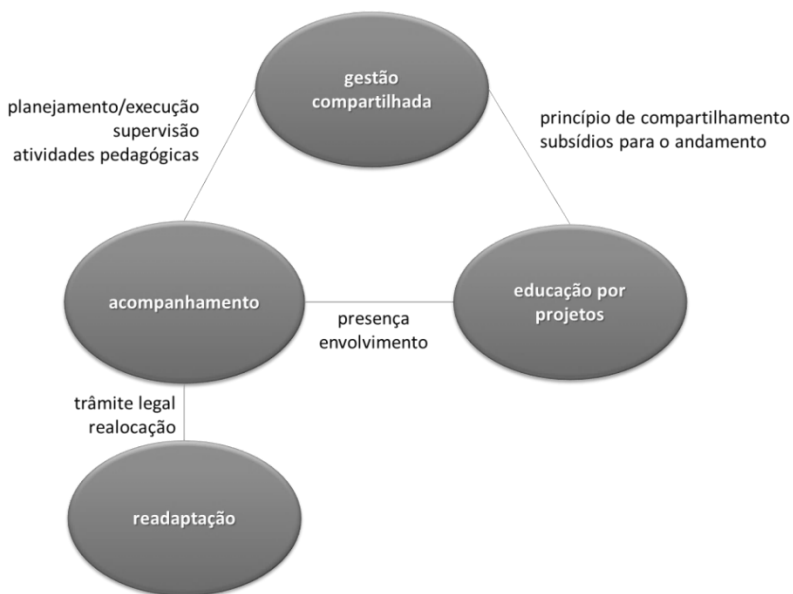 gestão
compartilhada
planejamento/execução
supervisão
atividades pedagógicas
princípio de compartilhamento
subsídios para o andamento
acompanhamento
educação por
projetos
presença
envolvimento
trâmite legal
realocação
readaptação